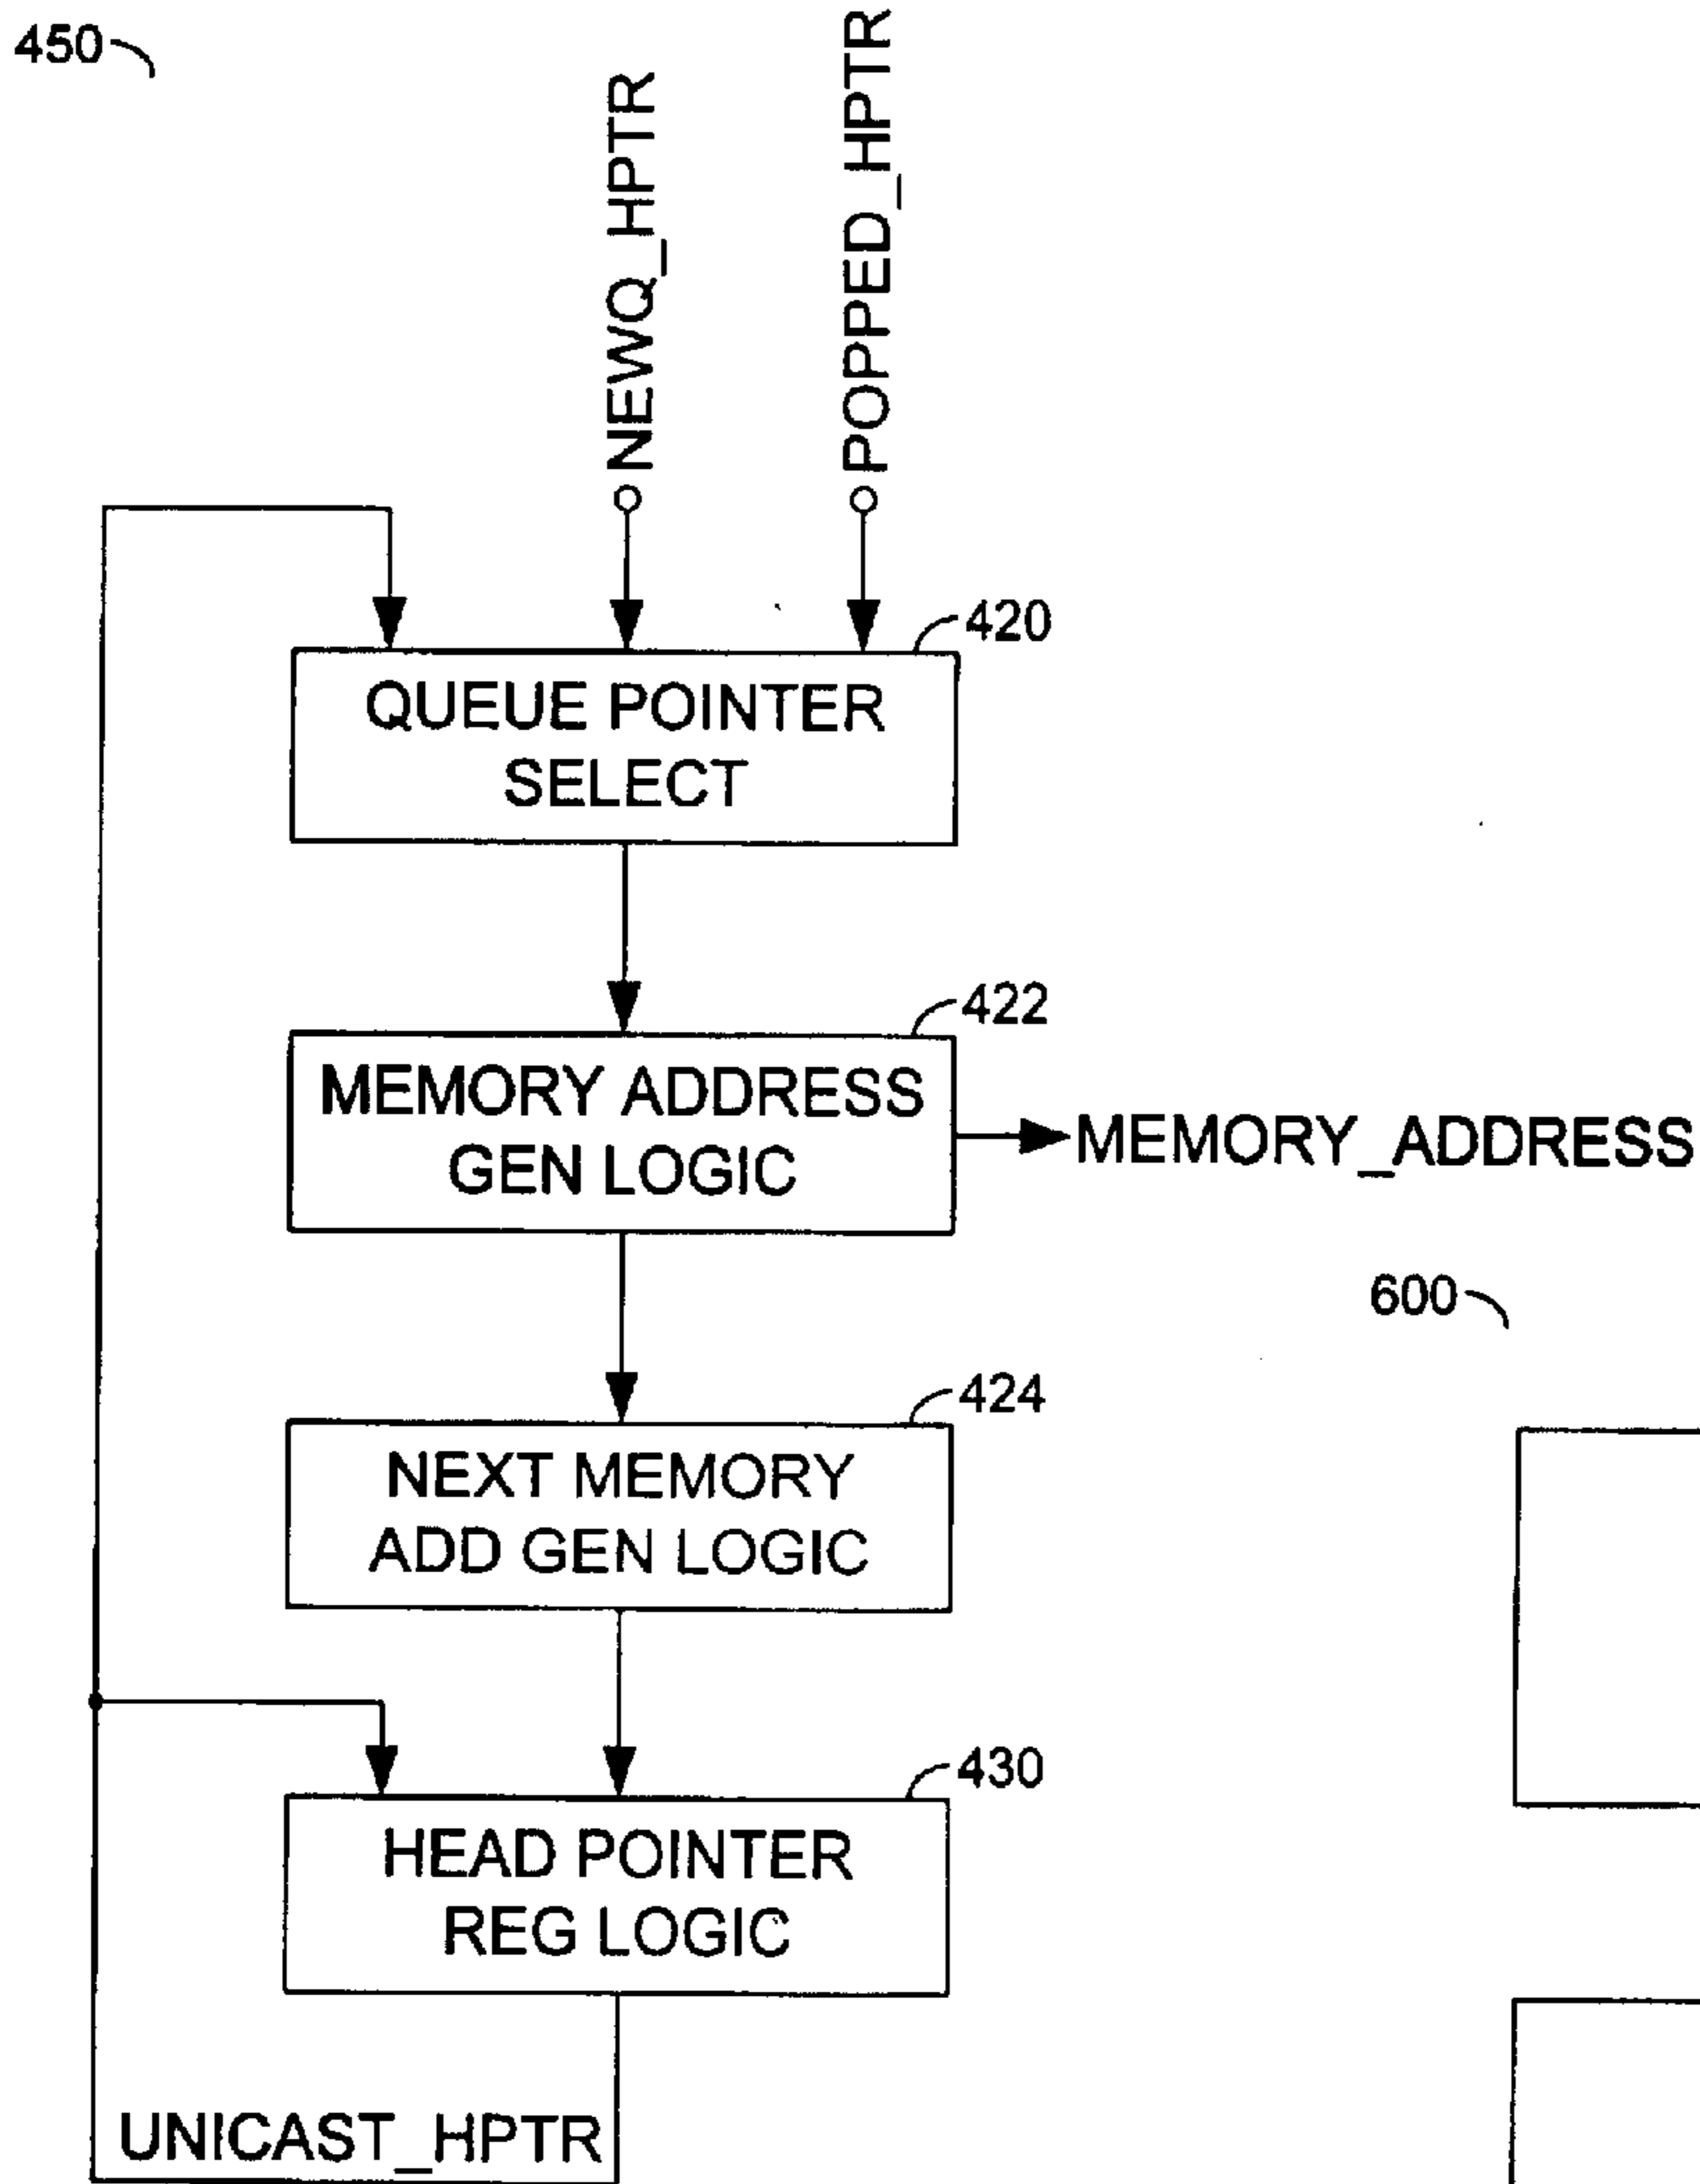 450
NEWQ_HPTR
POPPED_HPTR
420
QUEUE POINTER
SELECT
422
MEMORY ADDRESS
GEN LOGIC
MEMORY_ADDRESS
600
424
NEXT MEMORY
ADD GEN LOGIC
430
HEAD POINTER
REG LOGIC
UNICAST_HPTR